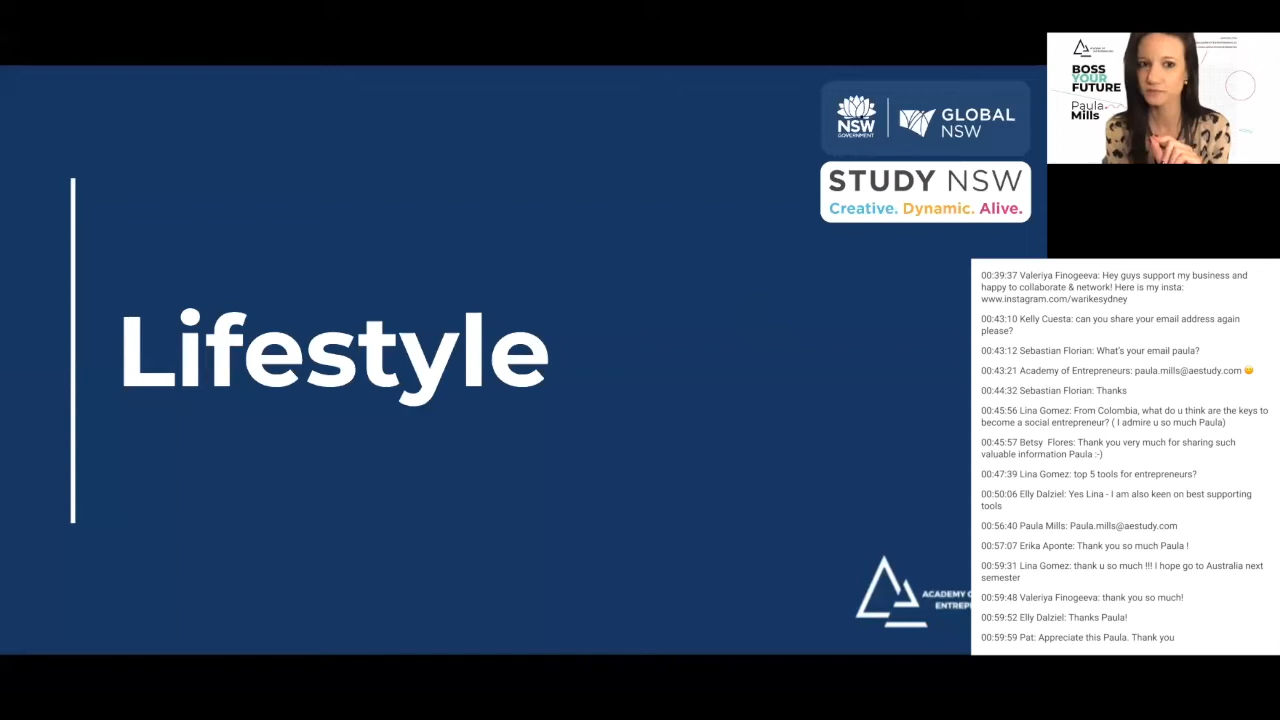 NSW
GOVERNMENT
GLOBAL
NSW
STUDY NSW
Creative. Dynamic. Alive.
Lifestyle
ACADEMY
BOSS
YOUR
FUTURE
Paula
Mills
00:39:37 Valeriya Finogeeva: Hey guys support my business and
happy to collaborate & network! Here is my insta:
www.instagram.com/warikesydney
00:43:10 Kelly Cuesta: can you share your email address again
please?
00:43:12 Sebastian Florian: What's your email paula?
00:43:21 Academy of Entrepreneurs: paula.mills@aestudy.com 😀
00:44:32 Sebastian Florian: Thanks
00:45:56 Lina Gomez: From Colombia, what do u think are the keys to
become a social entrepreneur? ( I admire u so much Paula)
00:45:57 Betsy  Flores: Thank you very much for sharing such
valuable information Paula :-)
00:47:39 Lina Gomez: top 5 tools for entrepreneurs?
00:50:06 Elly Dalziel: Yes Lina - I am also keen on best supporting
tools
00:56:40 Paula Mills: Paula.mills@aestudy.com
00:57:07 Erika Aponte: Thank you so much Paula !
00:59:31 Lina Gomez: thank u so much !!! I hope go to Australia next
semester
00:59:48 Valeriya Finogeeva: thank you so much!
00:59:52 Elly Dalziel: Thanks Paula!
00:59:59 Pat: Appreciate this Paula. Thank you